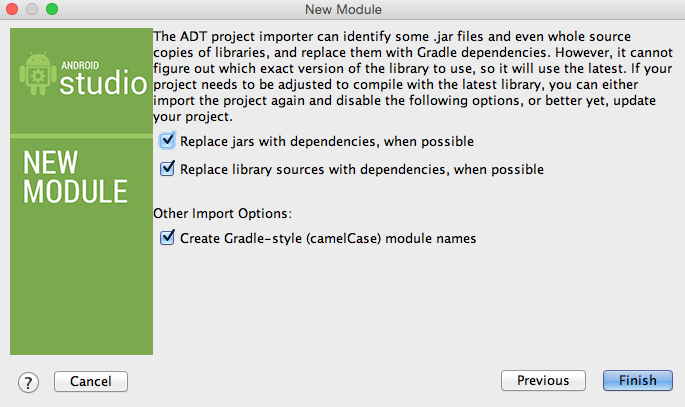 New Module
ANDROID
studio
NEW
MODULE
The ADT project importer can identify some .jar files and even whole source
copies of libraries, and replace them with Gradle dependencies. However, it cannot
figure out which exact version of the library to use, so it will use the latest. If your
project needs to be adjusted to compile with the latest library, you can either
import the project again and disable the following options, or better yet, update
your project.
Replace jars with dependencies, when possible
Replace library sources with dependencies, when possible
Other Import Options:
Create Gradle-style (camelCase) module names
?
Cancel
Previous
Finish